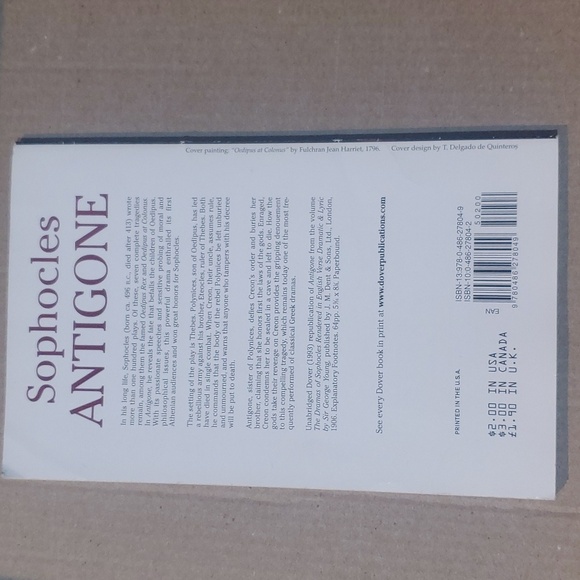 Sophocles
ANTIGONE
In his long life, Sophocles (born ca. 496 B.C., died after 413) wrote
more than one hundred plays. Of these, seven complete tragedies
remain, among them the famed Oedipus Rex and Oedipus at Colonus.
In Antigone, he reveals the fate that befalls the children of Oedipus.
With its passionate speeches and sensitive probing of moral and
philosophical issues, this powerful drama enthralled its first
Athenian audiences and won great honors for Sophocles.
The setting of the play is Thebes. Polynices, son of Oedipus, has led
a rebellious army against his brother, Eteocles, ruler of Thebes. Both
have died in single combat. When Creon, their uncle, assumes rule,
he commands that the body of the rebel Polynices be left unburied
and unmourned, and warns that anyone who tampers with his decree
will be put to death.
Antigone, sister of Polynices, defies Creon's order and buries her
brother, claiming that she honors first the laws of the gods. Enraged,
Creon condemns her to be sealed in a cave and left to die. How the
gods take their revenge on Creon provides the gripping denouement
to this compelling tragedy, which remains today one of the most fre-
quently performed of classical Greek dramas.
Unabridged Dover (1993) republication of Antigone from the volume
The Dramas of Sophocles Rendered in English Verse Dramatic & Lyric
by Sir George Young, published by J. M. Dent & Sons, Ltd., London,
1906. Explanatory Footnotes. 64pp. 5 3/16 x 8 1/4. Paperbound.
See every Dover book in print at www.doverpublications.com
PRINTED IN THE U.S.A.
$2.00 IN USA
$3.00 IN CANADA
£1.90 IN U.K.
ISBN-13: 978-0-486-27804-9
ISBN-10: 0-486-27804-2
50200
EAN
9 780486 278049
Cover painting: "Oedipus at Colonus" by Fulchran Jean Harriet, 1796.
Cover design by T. Delgado de Quinteros